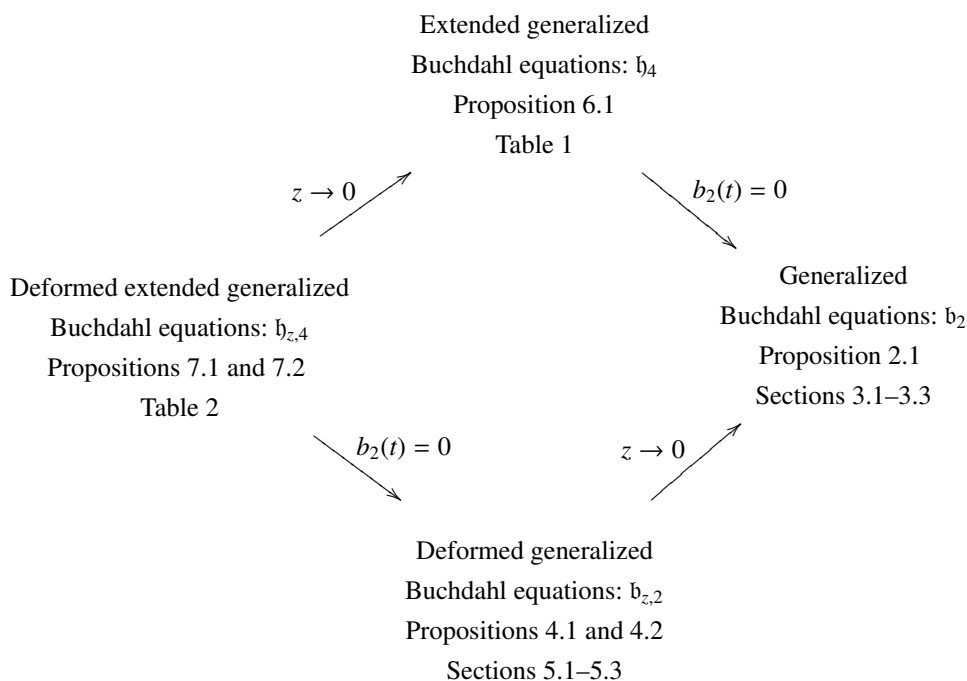 Extended generalized
Buchdahl equations: 𝔥₄
Proposition 6.1
Table 1
z → 0
b₂(t) = 0
Deformed extended generalized
Buchdahl equations: 𝔥_{z,4}
Propositions 7.1 and 7.2
Table 2
Generalized
Buchdahl equations: 𝔟₂
Proposition 2.1
Sections 3.1–3.3
b₂(t) = 0
z → 0
Deformed generalized
Buchdahl equations: 𝔟_{z,2}
Propositions 4.1 and 4.2
Sections 5.1–5.3